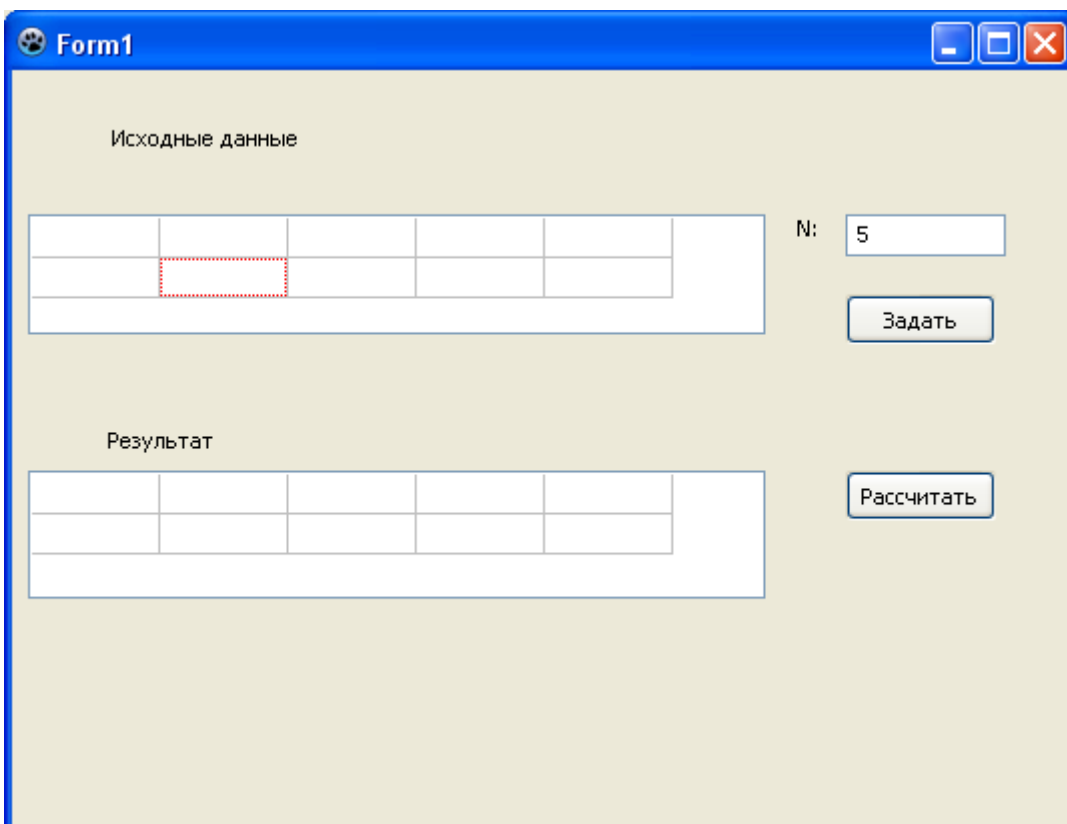 Form1
Исходные данные
N: 5
Задать
Результат
Рассчитать